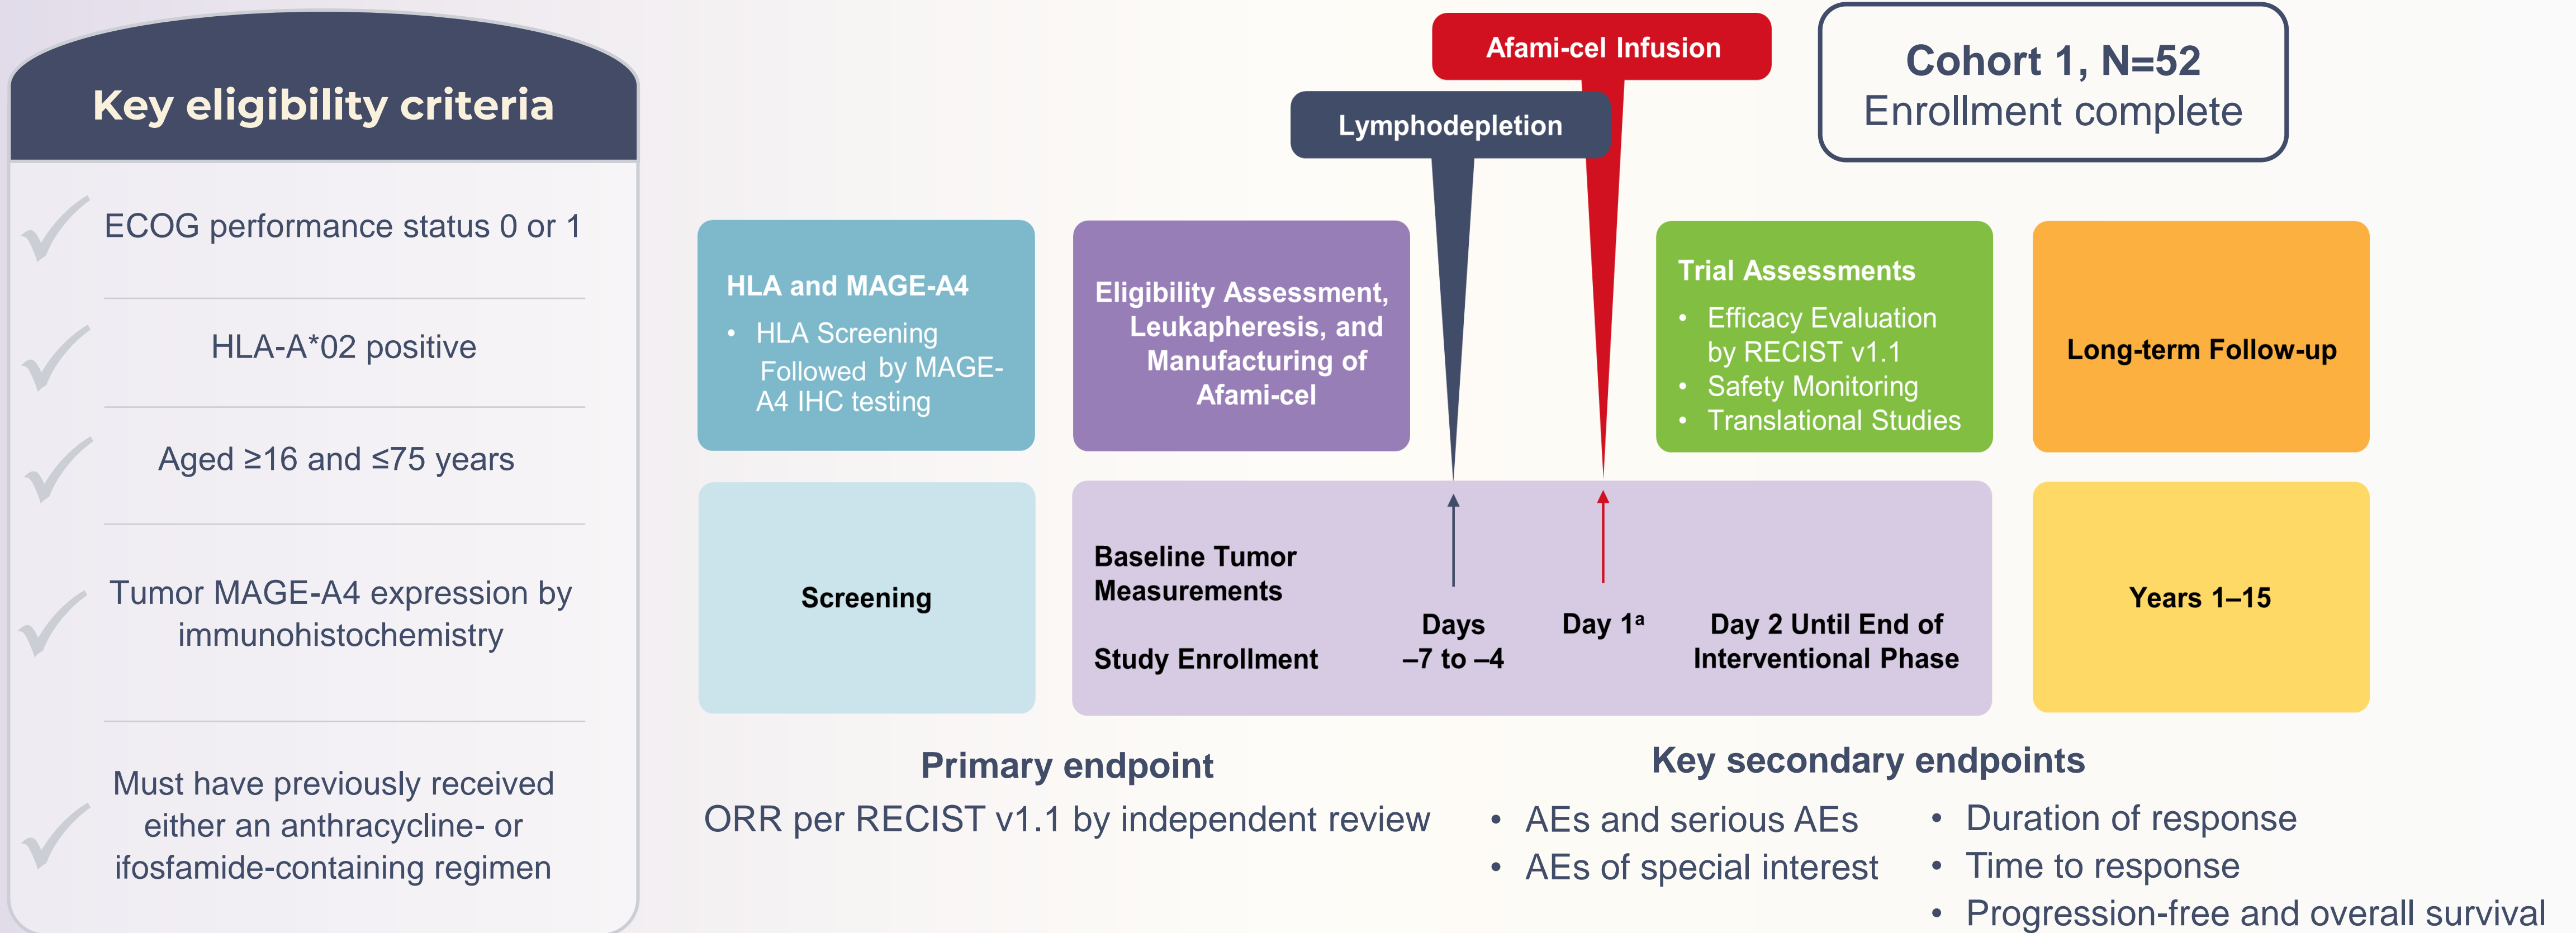 Key eligibility criteria
ECOG performance status 0 or 1
HLA-A*02 positive
Aged ≥16 and ≤75 years
Tumor MAGE-A4 expression by
immunohistochemistry
Must have previously received
either an anthracycline- or
ifosfamide-containing regimen
Afami-cel Infusion
Lymphodepletion
Cohort 1, N=52
Enrollment complete
HLA and MAGE-A4
• HLA Screening
Followed by MAGE-
A4 IHC testing
Eligibility Assessment,
Leukapheresis, and
Manufacturing of
Afami-cel
Trial Assessments
• Efficacy Evaluation
by RECIST v1.1
• Safety Monitoring
• Translational Studies
Long-term Follow-up
Screening
Baseline Tumor
Measurements
Study Enrollment
Days
–7 to –4
Day 1ᵃ
Day 2 Until End of
Interventional Phase
Years 1–15
Primary endpoint
ORR per RECIST v1.1 by independent review
Key secondary endpoints
• AEs and serious AEs
• AEs of special interest
• Duration of response
• Time to response
• Progression-free and overall survival